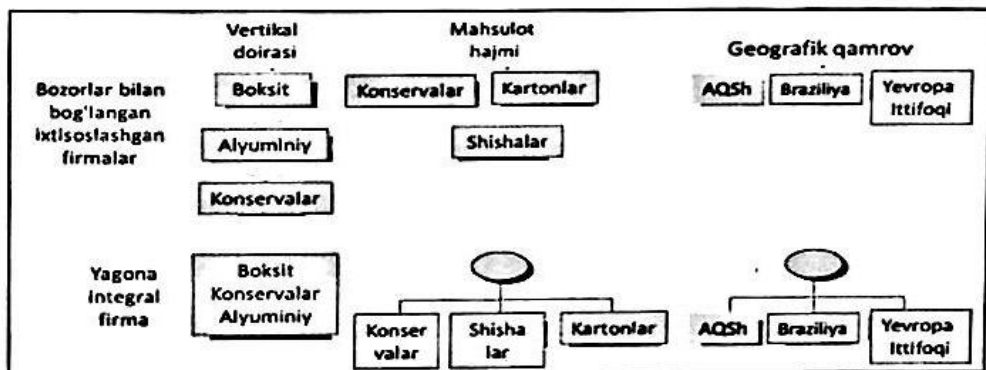 Vertikal
doirasi
Mahsulot
hajmi
Geografik qamrov
Bozorlar bilan
bog'langan
ixtisoslashgan
firmalar
Boksit
Alyuminiy
Konservalar
Konservalar
Kartonlar
Shishalar
AQSh
Braziliya
Yevropa
Ittifoqi
Yagona
integral
firma
Boksit
Konservalar
Alyuminiy
Konser
valar
Shisha
lar
Kartonlar
AQSh
Braziliya
Yevropa
Ittifoqi